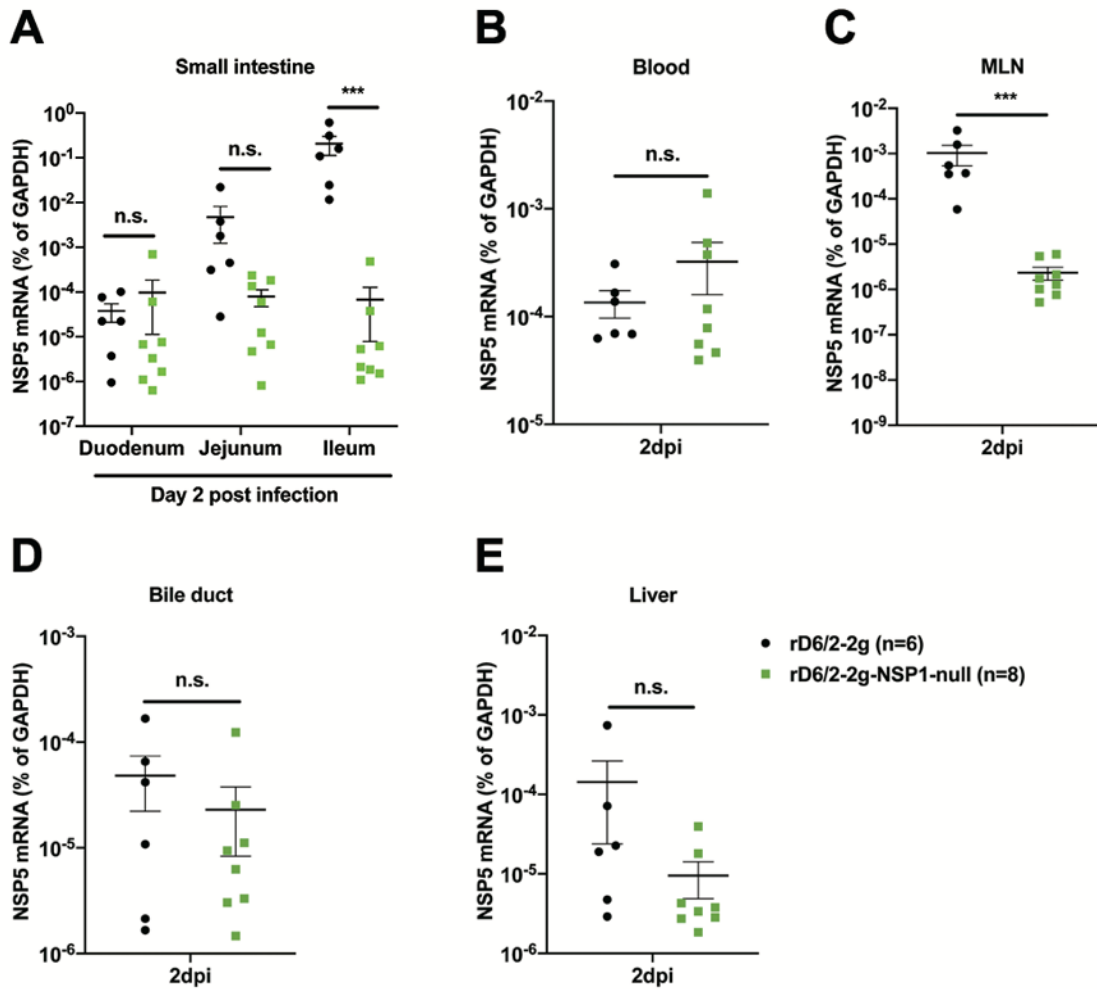 A
Small intestine
NSP5 mRNA (% of GAPDH)
10⁰
10⁻¹
10⁻²
10⁻³
10⁻⁴
10⁻⁵
10⁻⁶
10⁻⁷
n.s.
n.s.
***
Duodenum Jejunum Ileum
Day 2 post infection
B
Blood
NSP5 mRNA (% of GAPDH)
10⁻²
10⁻³
10⁻⁴
10⁻⁵
n.s.
2dpi
C
MLN
NSP5 mRNA (% of GAPDH)
10⁻²
10⁻³
10⁻⁴
10⁻⁵
10⁻⁶
10⁻⁷
10⁻⁸
10⁻⁹
***
2dpi
D
Bile duct
NSP5 mRNA (% of GAPDH)
10⁻³
10⁻⁴
10⁻⁵
10⁻⁶
n.s.
2dpi
E
Liver
NSP5 mRNA (% of GAPDH)
10⁻²
10⁻³
10⁻⁴
10⁻⁵
10⁻⁶
n.s.
2dpi
rD6/2-2g (n=6)
rD6/2-2g-NSP1-null (n=8)